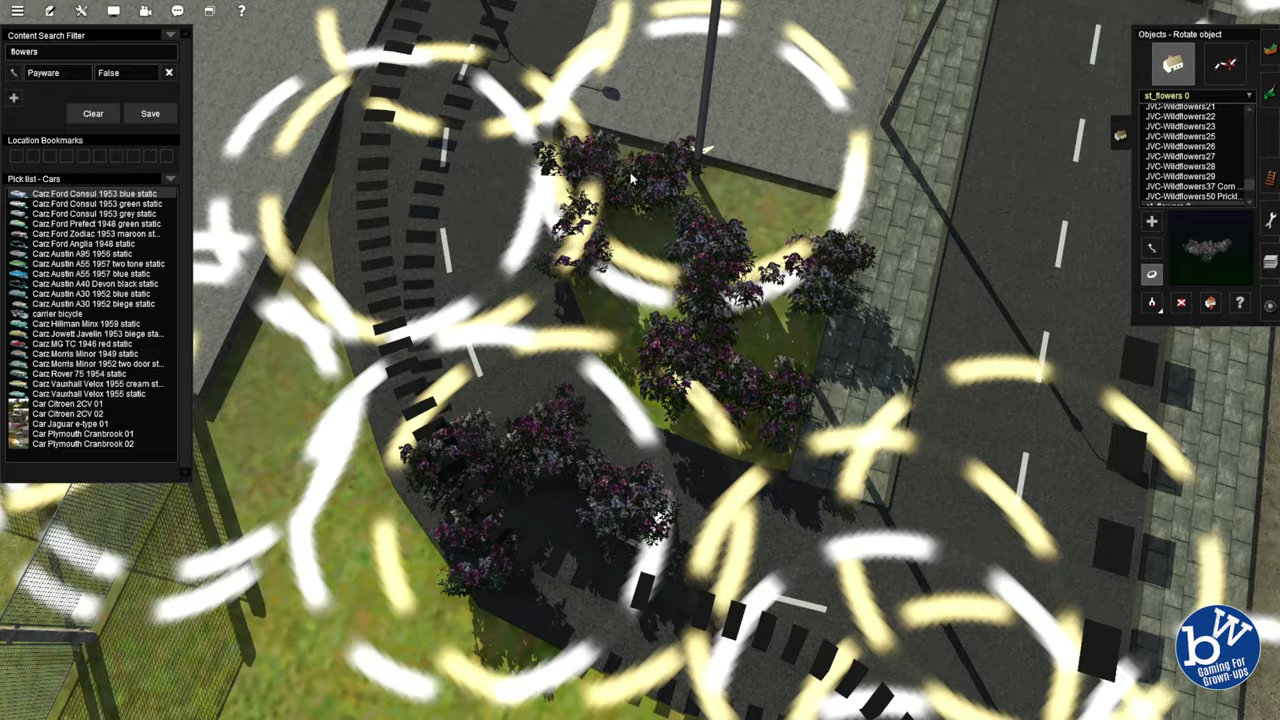 Content Search Filter
flowers
Payware False
Clear Save
Location Bookmarks
Pick list - Cars
Carz Ford Consul 1953 blue static
Carz Ford Consul 1953 green static
Carz Ford Consul 1953 grey static
Carz Ford Prefect 1948 green static
Carz Ford Zodiac 1953 maroon st...
Carz Ford Anglia 1948 static
Carz Austin A95 1956 static
Carz Austin A55 1957 two tone static
Carz Austin A55 1957 blue static
Carz Austin A40 Devon black static
Carz Austin A30 1952 blue static
Carz Austin A30 1952 biege static
carrier bicycle
Carz Hillman Minx 1959 static
Carz Jowett Javelin 1953 biege sta...
Carz MG TC 1946 red static
Carz Morris Minor 1949 static
Carz Morris Minor 1952 two door st...
Carz Rover 75 1954 static
Carz Vauxhall Velox 1955 cream st...
Carz Vauxhall Velox 1955 static
Car Citroen 2CV 01
Car Citroen 2CV 02
Car Jaguar e-type 01
Car Plymouth Cranbrook 01
Car Plymouth Cranbrook 02
Objects - Rotate object
st_flowers 0
JVC-Wildflowers21
JVC-Wildflowers22
JVC-Wildflowers23
JVC-Wildflowers25
JVC-Wildflowers26
JVC-Wildflowers27
JVC-Wildflowers28
JVC-Wildflowers29
JVC-Wildflowers37 Corn ...
JVC-Wildflowers50 Prickl...
bW
Gaming For
Grown-ups